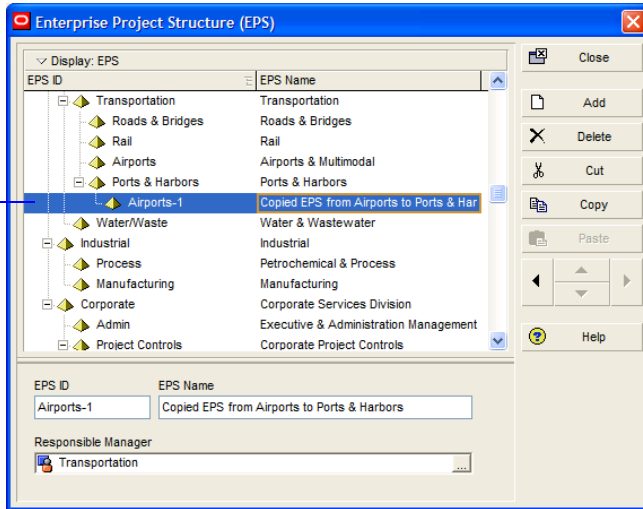 Enterprise Project Structure (EPS)
Display: EPS
EPS ID EPS Name
Transportation Transportation
Roads & Bridges Roads & Bridges
Rail Rail
Airports Airports & Multimodal
Ports & Harbors Ports & Harbors
Airports-1 Copied EPS from Airports to Ports & Har
Water/Waste Water & Wastewater
Industrial Industrial
Process Petrochemical & Process
Manufacturing Manufacturing
Corporate Corporate Services Division
Admin Executive & Administration Management
Project Controls Corporate Project Controls
Close
Add
Delete
Cut
Copy
Paste
Help
EPS ID EPS Name
Airports-1 Copied EPS from Airports to Ports & Harbors
Responsible Manager
Transportation ...